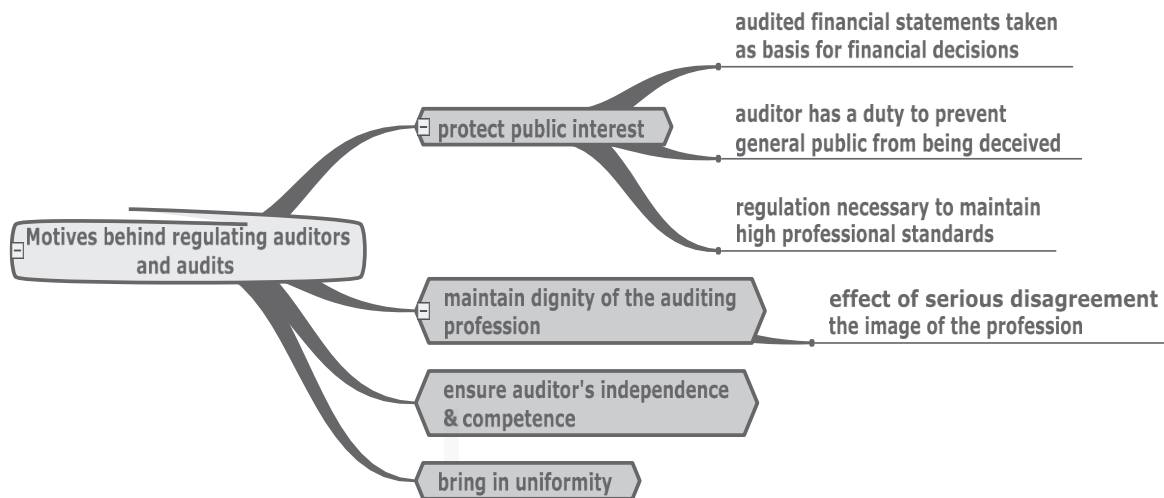 audited financial statements taken
as basis for financial decisions
protect public interest
auditor has a duty to prevent
general public from being deceived
regulation necessary to maintain
high professional standards
Motives behind regulating auditors
and audits
maintain dignity of the auditing
profession
effect of serious disagreement
the image of the profession
ensure auditor's independence
& competence
bring in uniformity